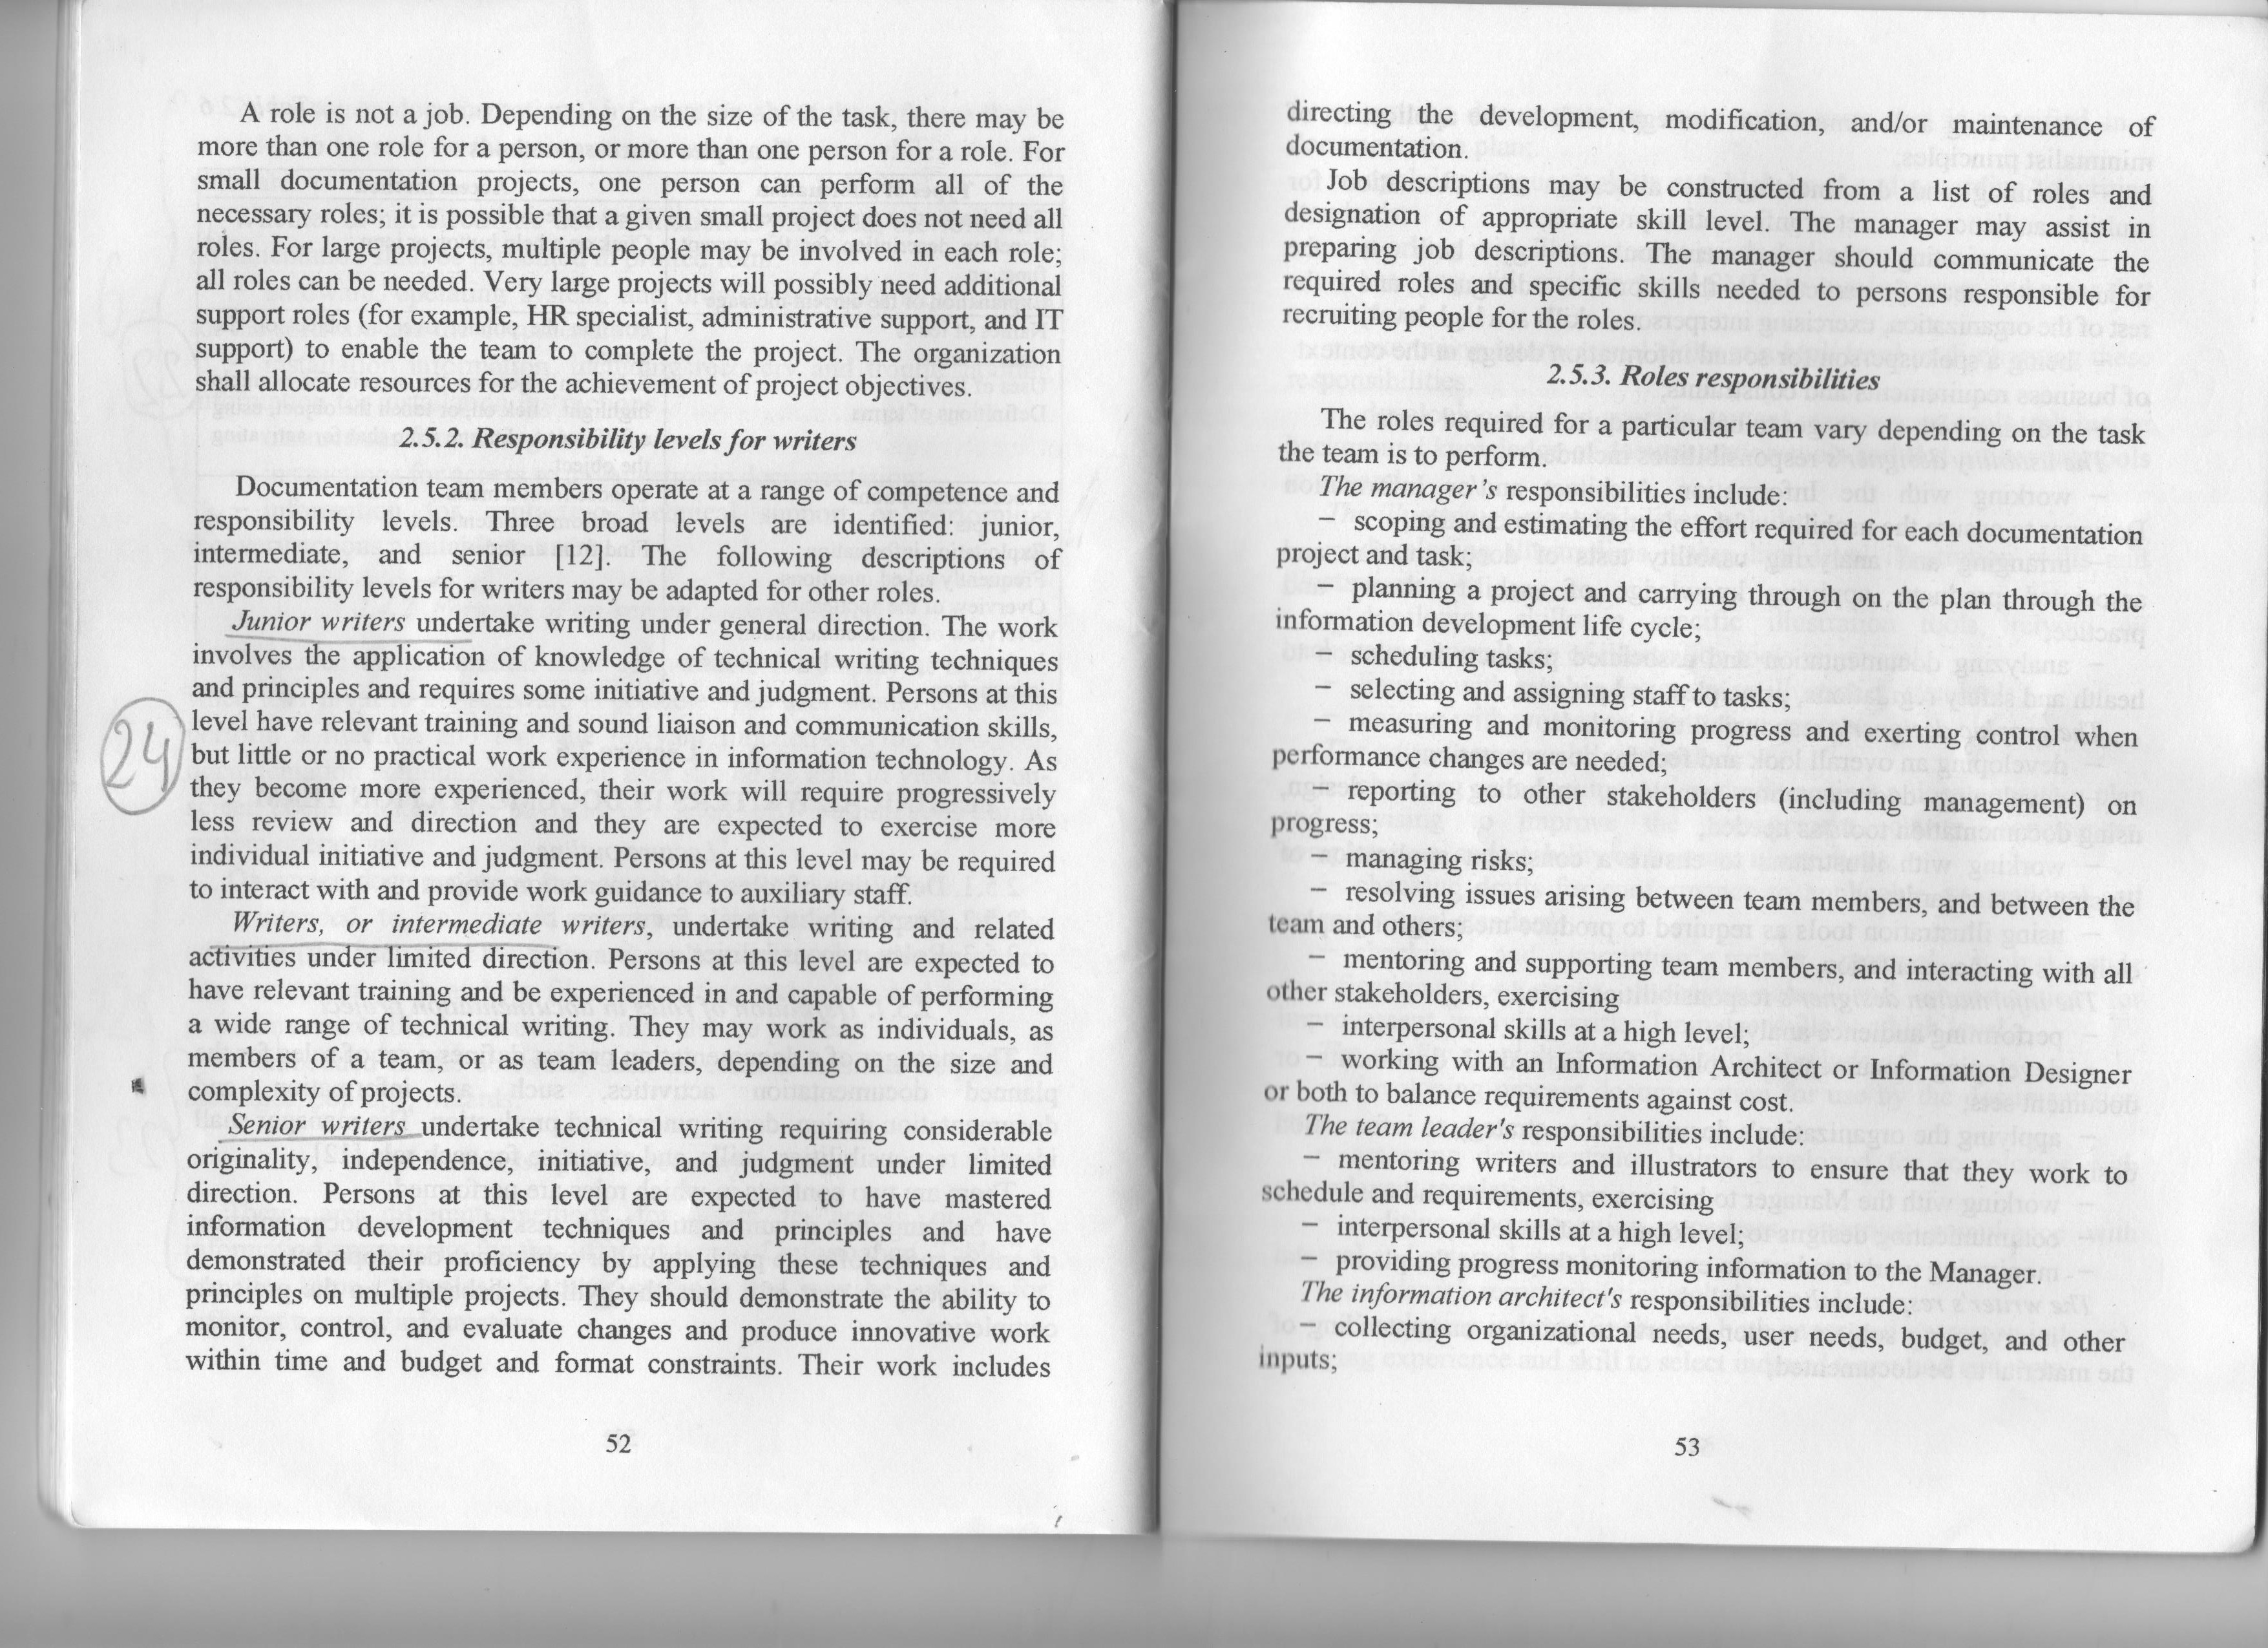 A role is not a job. Depending on the size of the task, there may be
more than one role for a person, or more than one person for a role. For
small documentation projects, one person can perform all of the
necessary roles; it is possible that a given small project does not need all
roles. For large projects, multiple people may be involved in each role;
all roles can be needed. Very large projects will possibly need additional
support roles (for example, HR specialist, administrative support, and IT
support) to enable the team to complete the project. The organization
shall allocate resources for the achievement of project objectives.
2.5.2. Responsibility levels for writers
Documentation team members operate at a range of competence and
responsibility levels. Three broad levels are identified: junior,
intermediate, and senior [12]. The following descriptions of
responsibility levels for writers may be adapted for other roles.
Junior writers undertake writing under general direction. The work
involves the application of knowledge of technical writing techniques
and principles and requires some initiative and judgment. Persons at this
level have relevant training and sound liaison and communication skills,
24
but little or no practical work experience in information technology. As
they become more experienced, their work will require progressively
less review and direction and they are expected to exercise more
individual initiative and judgment. Persons at this level may be required
to interact with and provide work guidance to auxiliary staff.
Writers, or intermediate writers, undertake writing and related
activities under limited direction. Persons at this level are expected to
have relevant training and be experienced in and capable of performing
a wide range of technical writing. They may work as individuals, as
members of a team, or as team leaders, depending on the size and
complexity of projects.
Senior writers undertake technical writing requiring considerable
originality, independence, initiative, and judgment under limited
direction. Persons at this level are expected to have mastered
information development techniques and principles and have
demonstrated their proficiency by applying these techniques and
principles on multiple projects. They should demonstrate the ability to
monitor, control, and evaluate changes and produce innovative work
within time and budget and format constraints. Their work includes
52
directing the development, modification, and/or maintenance of
documentation.
Job descriptions may be constructed from a list of roles and
designation of appropriate skill level. The manager may assist in
preparing job descriptions. The manager should communicate the
required roles and specific skills needed to persons responsible for
recruiting people for the roles.
2.5.3. Roles responsibilities
The roles required for a particular team vary depending on the task
the team is to perform.
The manager's responsibilities include:
– scoping and estimating the effort required for each documentation
project and task;
– planning a project and carrying through on the plan through the
information development life cycle;
– scheduling tasks;
– selecting and assigning staff to tasks;
– measuring and monitoring progress and exerting control when
performance changes are needed;
– reporting to other stakeholders (including management) on
progress;
– managing risks;
– resolving issues arising between team members, and between the
team and others;
– mentoring and supporting team members, and interacting with all
other stakeholders, exercising
– interpersonal skills at a high level;
– working with an Information Architect or Information Designer
or both to balance requirements against cost.
The team leader's responsibilities include:
– mentoring writers and illustrators to ensure that they work to
schedule and requirements, exercising
– interpersonal skills at a high level;
– providing progress monitoring information to the Manager.
The information architect's responsibilities include:
– collecting organizational needs, user needs, budget, and other
inputs;
53